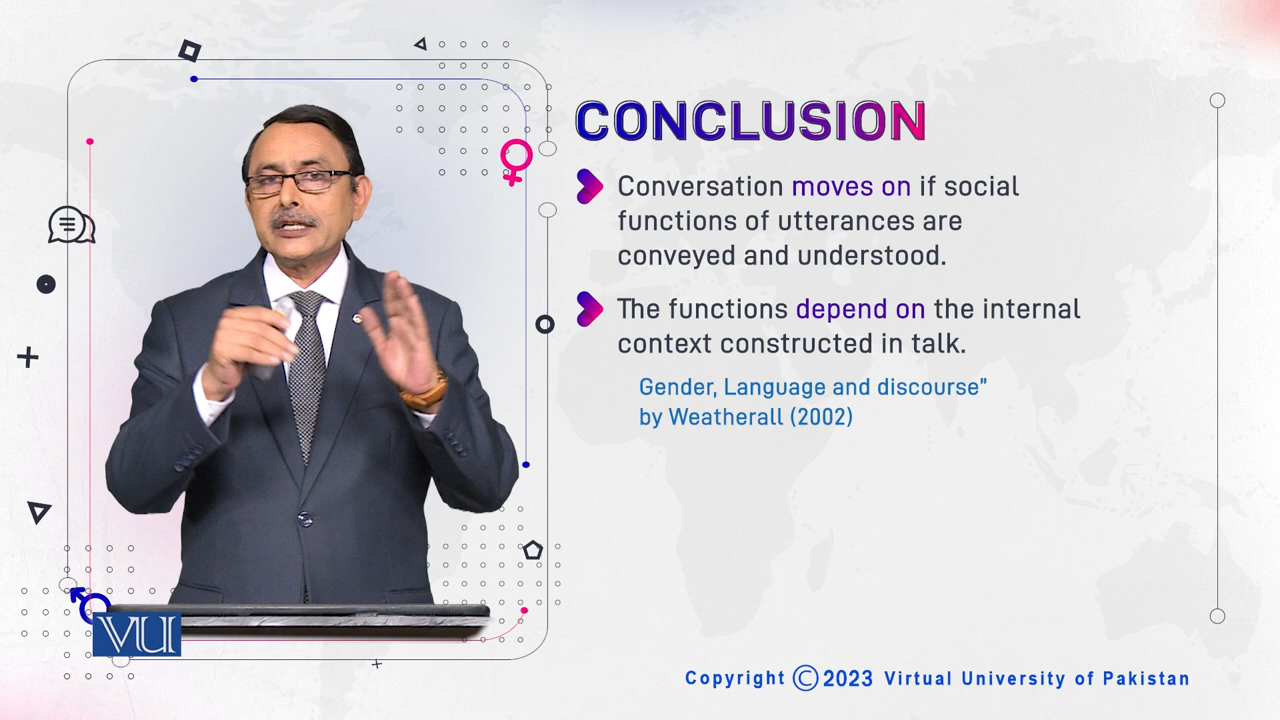 CONCLUSION
Conversation moves on if social
functions of utterances are
conveyed and understood.
The functions depend on the internal
context constructed in talk.
Gender, Language and discourse”
by Weatherall (2002)
VU
Copyright ©2023 Virtual University of Pakistan